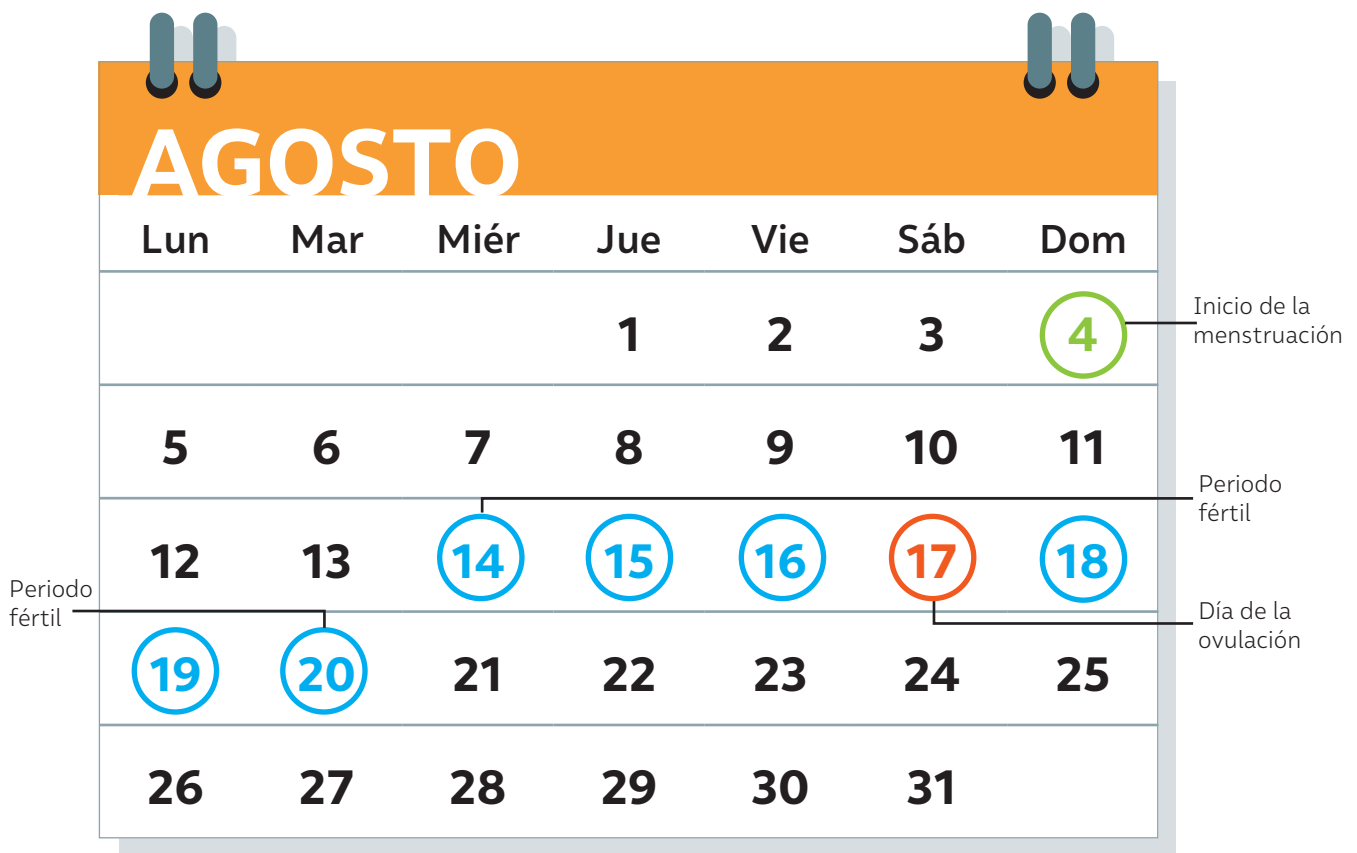 AGOSTO
Lun Mar Miér Jue Vie Sáb Dom
1 2 3 4
Inicio de la
menstruación
5 6 7 8 9 10 11
Periodo
fértil
12 13 14 15 16 17 18
Periodo
fértil
Día de la
ovulación
19 20 21 22 23 24 25
26 27 28 29 30 31